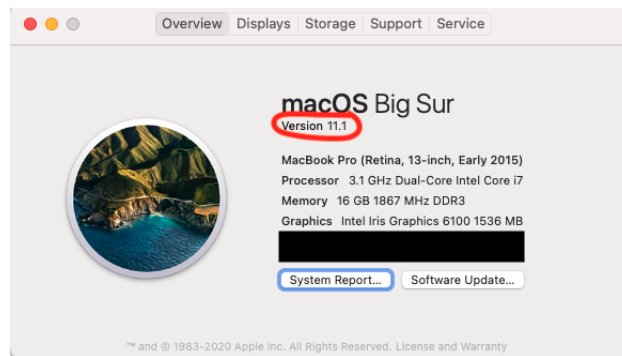 Overview Displays Storage Support Service
macOS Big Sur
Version 11.1
MacBook Pro (Retina, 13-inch, Early 2015)
Processor 3.1 GHz Dual-Core Intel Core i7
Memory 16 GB 1867 MHz DDR3
Graphics Intel Iris Graphics 6100 1536 MB
System Report... Software Update...
™ and © 1983-2020 Apple Inc. All Rights Reserved. License and Warranty